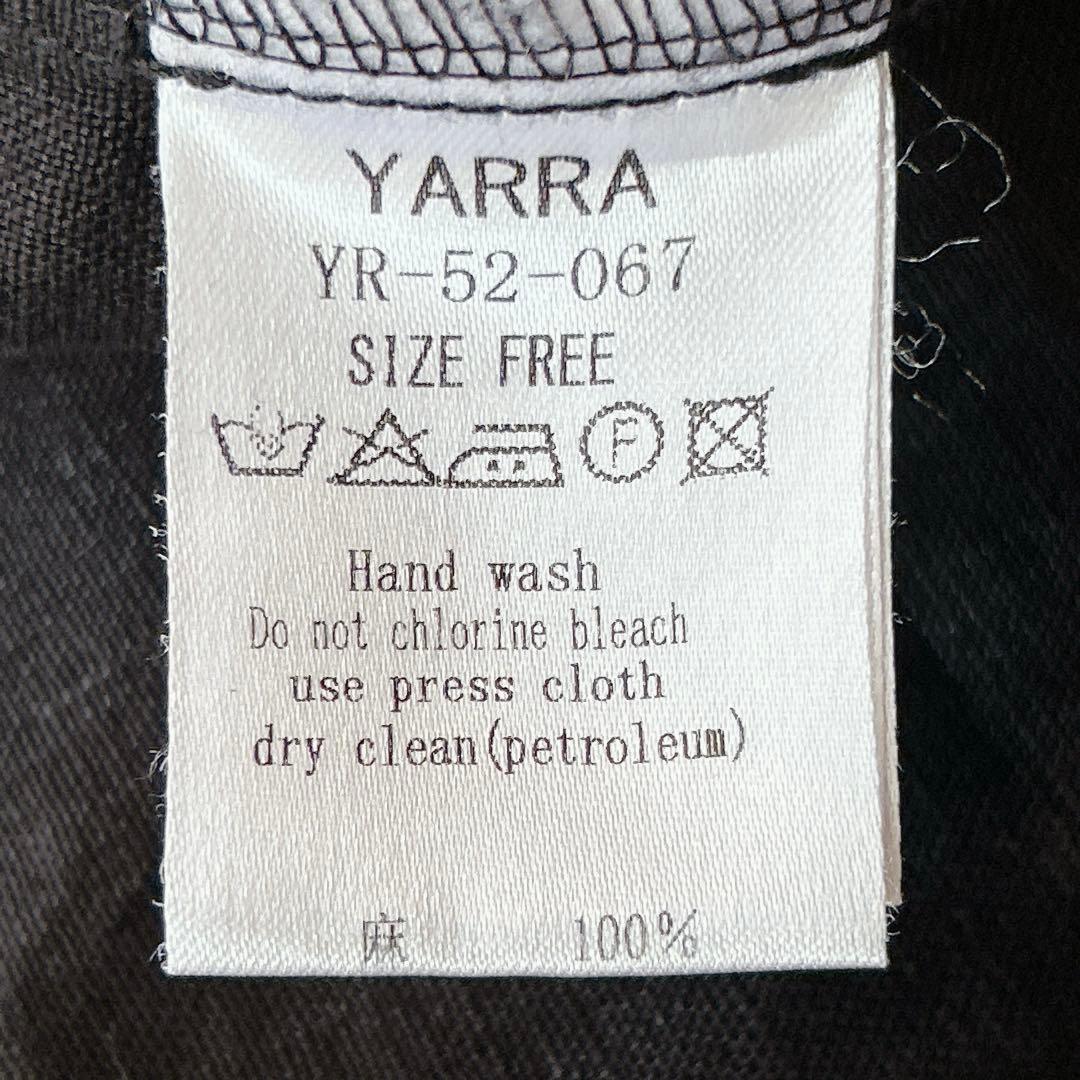 YARRA
YR-52-067
SIZE FREE
F
Hand wash
Do not chlorine bleach
use press cloth
dry clean(petroleum)
麻 100%